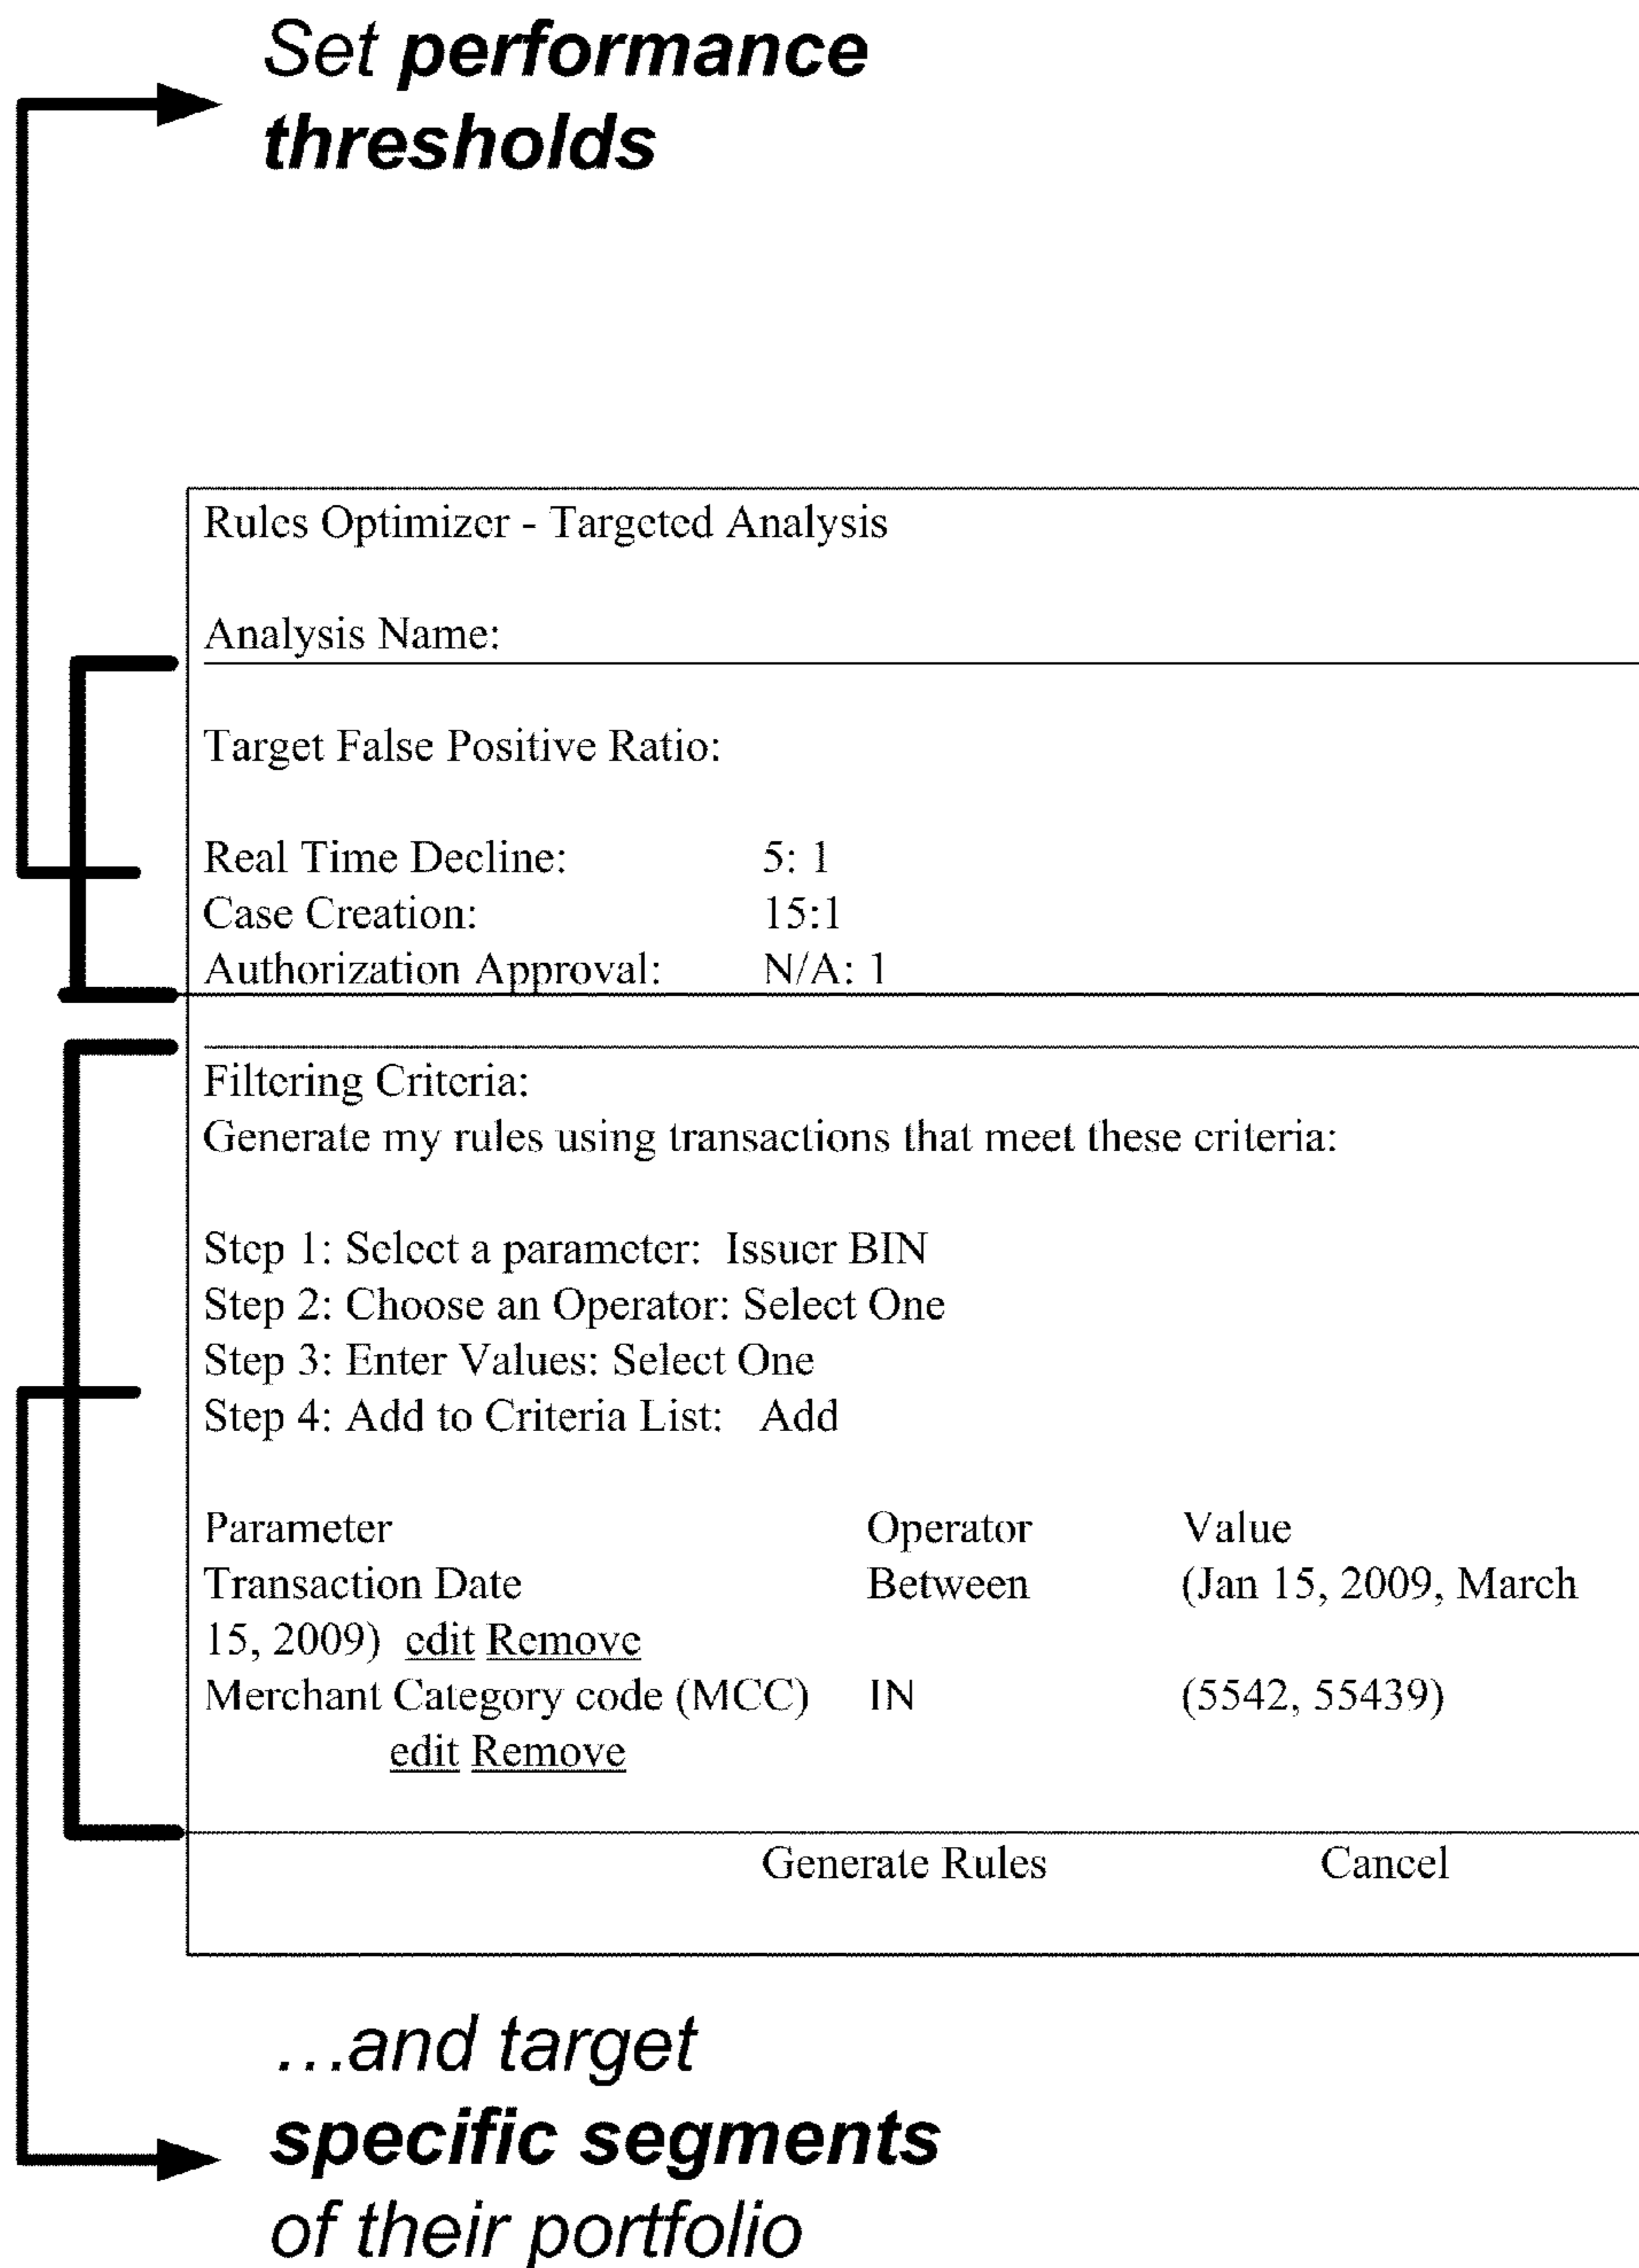 Set performance
thresholds
Rules Optimizer - Targeted Analysis
Analysis Name:
Target False Positive Ratio:
Real Time Decline: 5: 1
Case Creation: 15:1
Authorization Approval: N/A: 1
Filtering Criteria:
Generate my rules using transactions that meet these criteria:
Step 1: Select a parameter: Issuer BIN
Step 2: Choose an Operator: Select One
Step 3: Enter Values: Select One
Step 4: Add to Criteria List: Add
Parameter Operator Value
Transaction Date Between (Jan 15, 2009, March
15, 2009) edit Remove
Merchant Category code (MCC) IN (5542, 55439)
edit Remove
Generate Rules Cancel
...and target
specific segments
of their portfolio